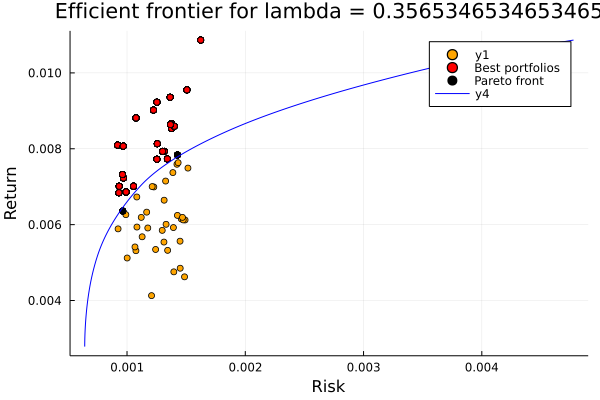 Efficient frontier for lambda = 0.3565346534653465
y1
Best portfolios
Pareto front
y4
Return
0.010
0.008
0.006
0.004
0.001
0.002
0.003
0.004
Risk